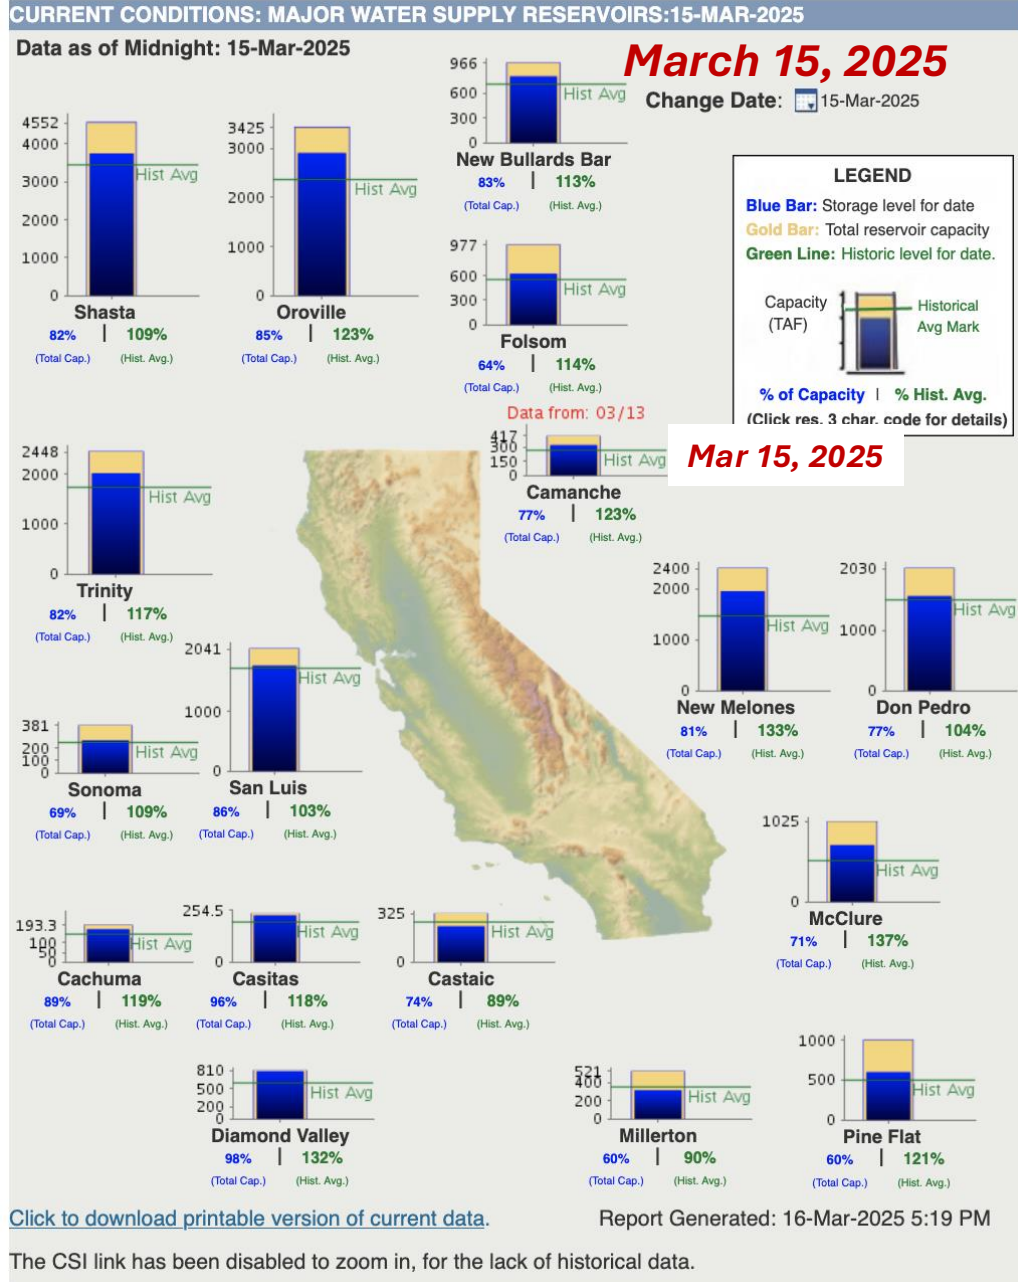 CURRENT CONDITIONS: MAJOR WATER SUPPLY RESERVOIRS:15-MAR-2025
Data as of Midnight: 15-Mar-2025
March 15, 2025
Change Date: 15-Mar-2025
4552
4000
3000
2000
1000
0
Hist Avg
Shasta
82% | 109%
(Total Cap.) (Hist. Avg.)
3425
3000
2000
1000
0
Hist Avg
Oroville
85% | 123%
(Total Cap.) (Hist. Avg.)
966
600
300
0
Hist Avg
New Bullards Bar
83% | 113%
(Total Cap.) (Hist. Avg.)
977
600
300
0
Hist Avg
Folsom
64% | 114%
(Total Cap.) (Hist. Avg.)
LEGEND
Blue Bar: Storage level for date
Gold Bar: Total reservoir capacity
Green Line: Historic level for date.
Capacity
(TAF)
Historical
Avg Mark
% of Capacity | % Hist. Avg.
(Click res. 3 char. code for details)
Data from: 03/13
417
300
150
0
Hist Avg
Camanche
77% | 123%
(Total Cap.) (Hist. Avg.)
Mar 15, 2025
2448
2000
1000
0
Hist Avg
Trinity
82% | 117%
(Total Cap.) (Hist. Avg.)
2400
2000
1000
0
Hist Avg
New Melones
81% | 133%
(Total Cap.) (Hist. Avg.)
2030
1000
0
Hist Avg
Don Pedro
77% | 104%
(Total Cap.) (Hist. Avg.)
381
200
100
0
Hist Avg
Sonoma
69% | 109%
(Total Cap.) (Hist. Avg.)
2041
1000
0
Hist Avg
San Luis
86% | 103%
(Total Cap.) (Hist. Avg.)
1025
0
Hist Avg
McClure
71% | 137%
(Total Cap.) (Hist. Avg.)
193.3
100
50
0
Hist Avg
Cachuma
89% | 119%
(Total Cap.) (Hist. Avg.)
254.5
0
Hist Avg
Casitas
96% | 118%
(Total Cap.) (Hist. Avg.)
325
0
Hist Avg
Castaic
74% | 89%
(Total Cap.) (Hist. Avg.)
810
500
200
0
Hist Avg
Diamond Valley
98% | 132%
(Total Cap.) (Hist. Avg.)
521
400
200
0
Hist Avg
Millerton
60% | 90%
(Total Cap.) (Hist. Avg.)
1000
500
0
Hist Avg
Pine Flat
60% | 121%
(Total Cap.) (Hist. Avg.)
Click to download printable version of current data.
Report Generated: 16-Mar-2025 5:19 PM
The CSI link has been disabled to zoom in, for the lack of historical data.